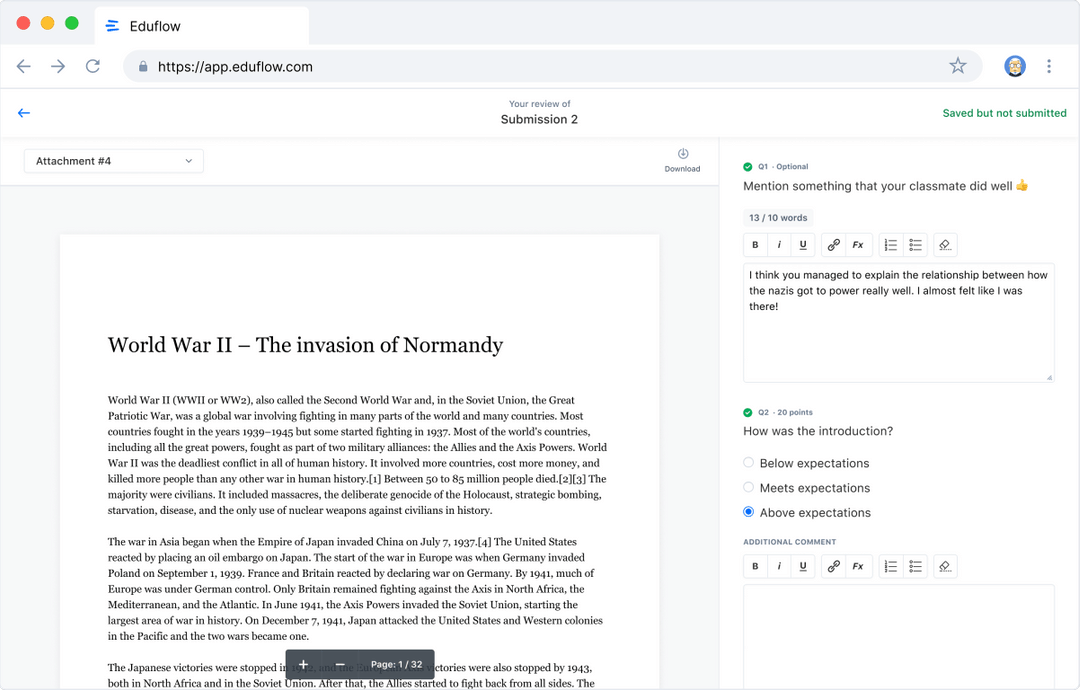 Eduflow
https://app.eduflow.com
Your review of
Submission 2
Saved but not submitted
Attachment #4
Download
World War II – The invasion of Normandy
World War II (WWII or WW2), also called the Second World War and, in the Soviet Union, the Great
Patriotic War, was a global war involving fighting in many parts of the world and many countries. Most
countries fought in the years 1939–1945 but some started fighting in 1937. Most of the world's countries,
including all the great powers, fought as part of two military alliances: the Allies and the Axis Powers. World
War II was the deadliest conflict in all of human history. It involved more countries, cost more money, and
killed more people than any other war in human history.[1] Between 50 to 85 million people died.[2][3] The
majority were civilians. It included massacres, the deliberate genocide of the Holocaust, strategic bombing,
starvation, disease, and the only use of nuclear weapons against civilians in history.
The war in Asia began when the Empire of Japan invaded China on July 7, 1937.[4] The United States
reacted by placing an oil embargo on Japan. The start of the war in Europe was when Germany invaded
Poland on September 1, 1939. France and Britain reacted by declaring war on Germany. By 1941, much of
Europe was under German control. Only Britain remained fighting against the Axis in North Africa, the
Mediterranean, and the Atlantic. In June 1941, the Axis Powers invaded the Soviet Union, starting the
largest area of war in history. On December 7, 1941, Japan attacked the United States and Western colonies
in the Pacific and the two wars became one.
The Japanese victories were stopped in victories were also stopped by 1943,
both in North Africa and in the Soviet Union. After that, the Allies started to fight back from all sides. The
+ − Page: 1 / 32
Q1 · Optional
Mention something that your classmate did well 👍
13 / 10 words
B i U Fx
I think you managed to explain the relationship between how
the nazis got to power really well. I almost felt like I was
there!
Q2 · 20 points
How was the introduction?
Below expectations
Meets expectations
Above expectations
ADDITIONAL COMMENT
B i U Fx